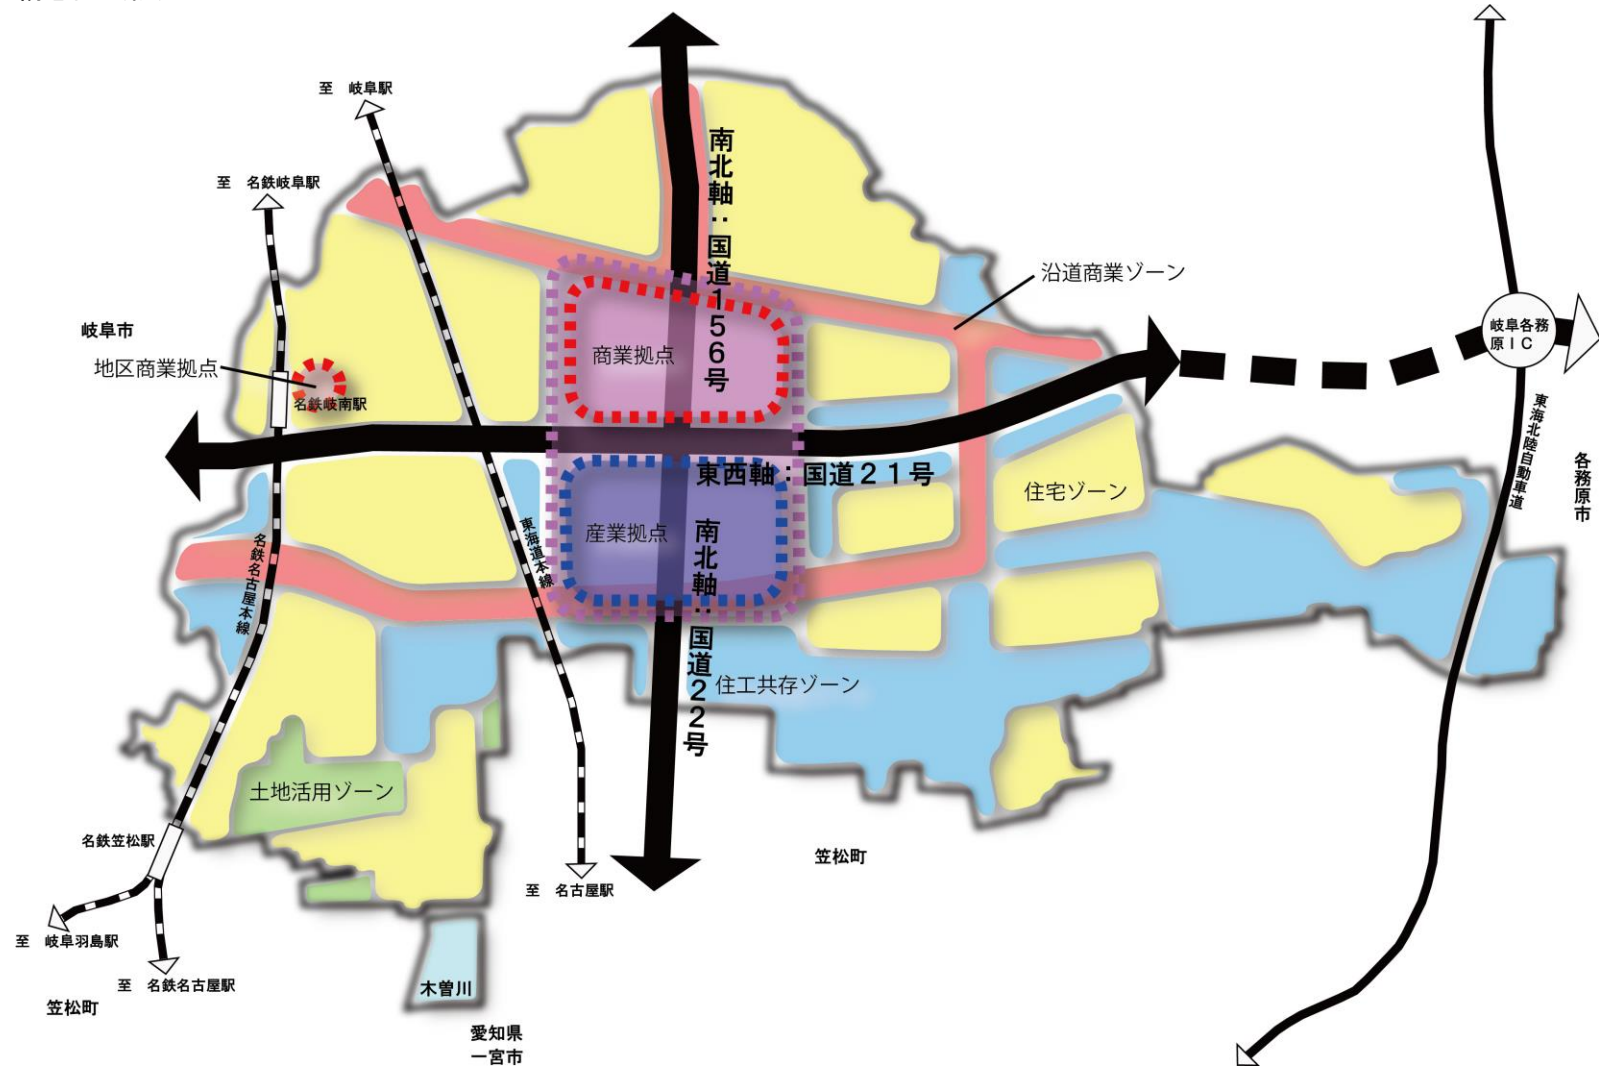 至 岐阜駅
至 名鉄岐阜駅
南北軸：国道156号
沿道商業ゾーン
岐阜市
岐阜各務
原IC
商業拠点
地区商業拠点
名鉄岐南駅
東海北陸自動車道
各務原市
東西軸：国道21号
住宅ゾーン
産業拠点
東海道本線
名鉄名古屋本線
南北軸：国道22号
住工共存ゾーン
土地活用ゾーン
名鉄笠松駅
笠松町
至 名古屋駅
至 岐阜羽島駅
至 名鉄名古屋駅
木曽川
笠松町
愛知県
一宮市